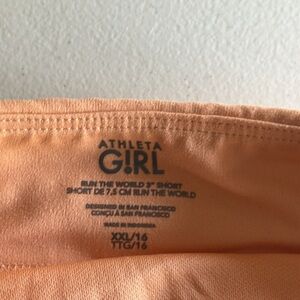 ATHLETA
G!RL
RUN THE WORLD 3" SHORT
SHORT DE 7,5 CM RUN THE WORLD
DESIGNED IN SAN FRANCISCO
CONÇU À SAN FRANCISCO
MADE IN INDONESIA
XXL/16
TTG/16